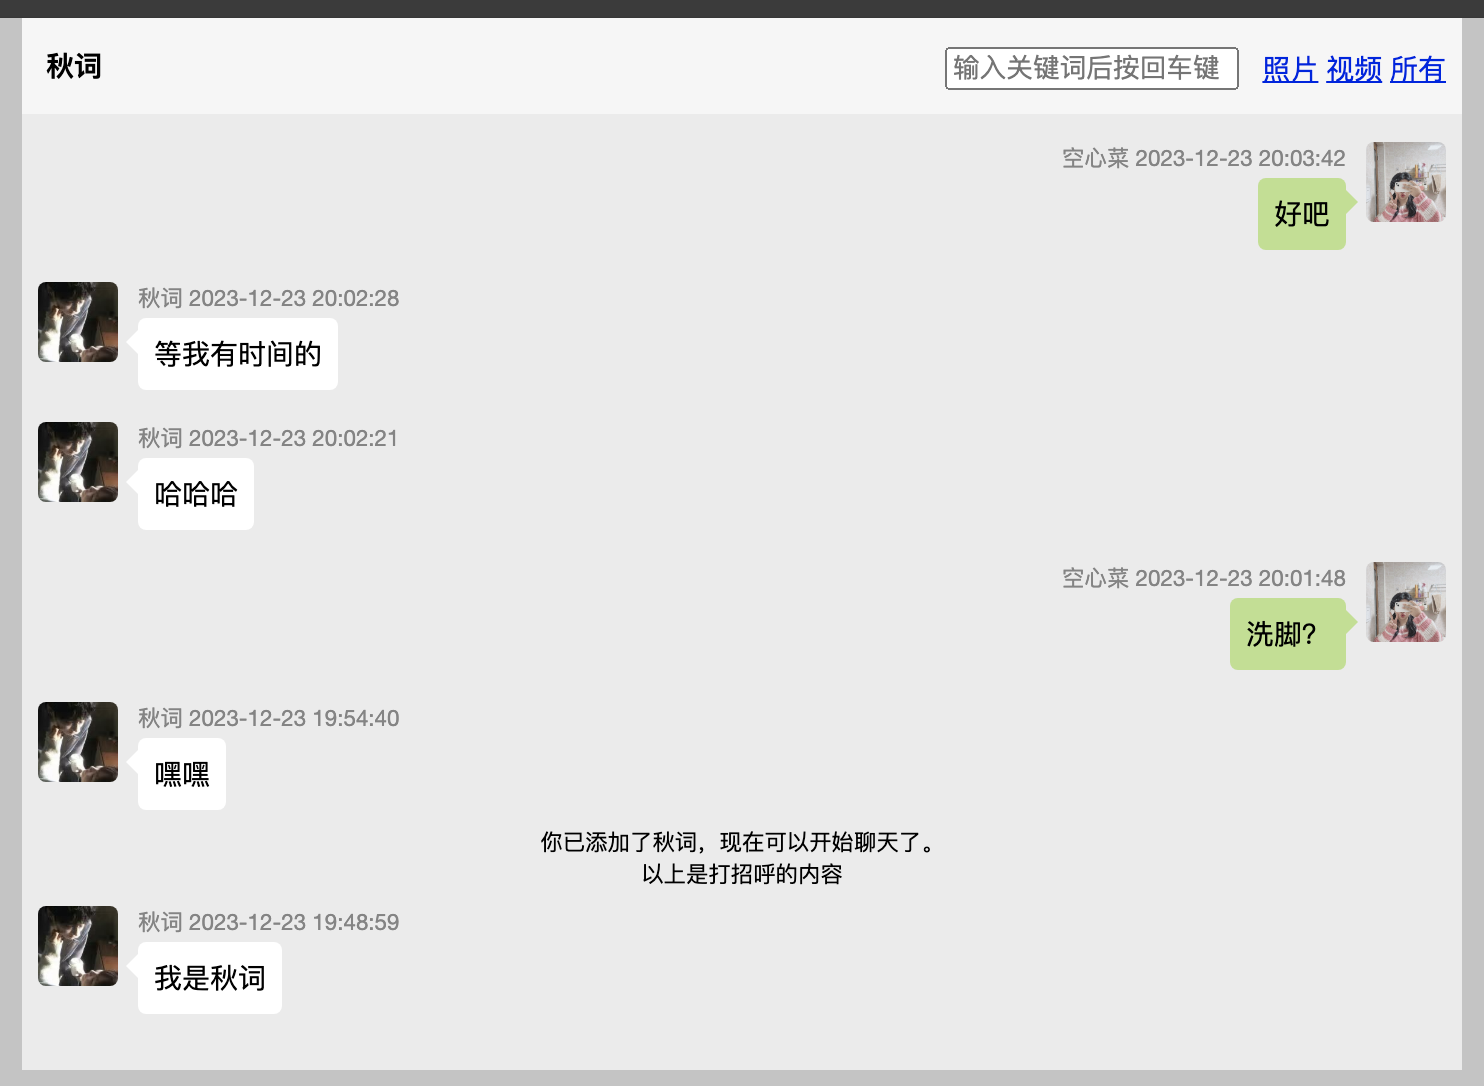 秋词
输入关键词后按回车键
照片 视频 所有
空心菜 2023-12-23 20:03:42
好吧
秋词 2023-12-23 20:02:28
等我有时间的
秋词 2023-12-23 20:02:21
哈哈哈
空心菜 2023-12-23 20:01:48
洗脚?
秋词 2023-12-23 19:54:40
嘿嘿
你已添加了秋词，现在可以开始聊天了。
以上是打招呼的内容
秋词 2023-12-23 19:48:59
我是秋词